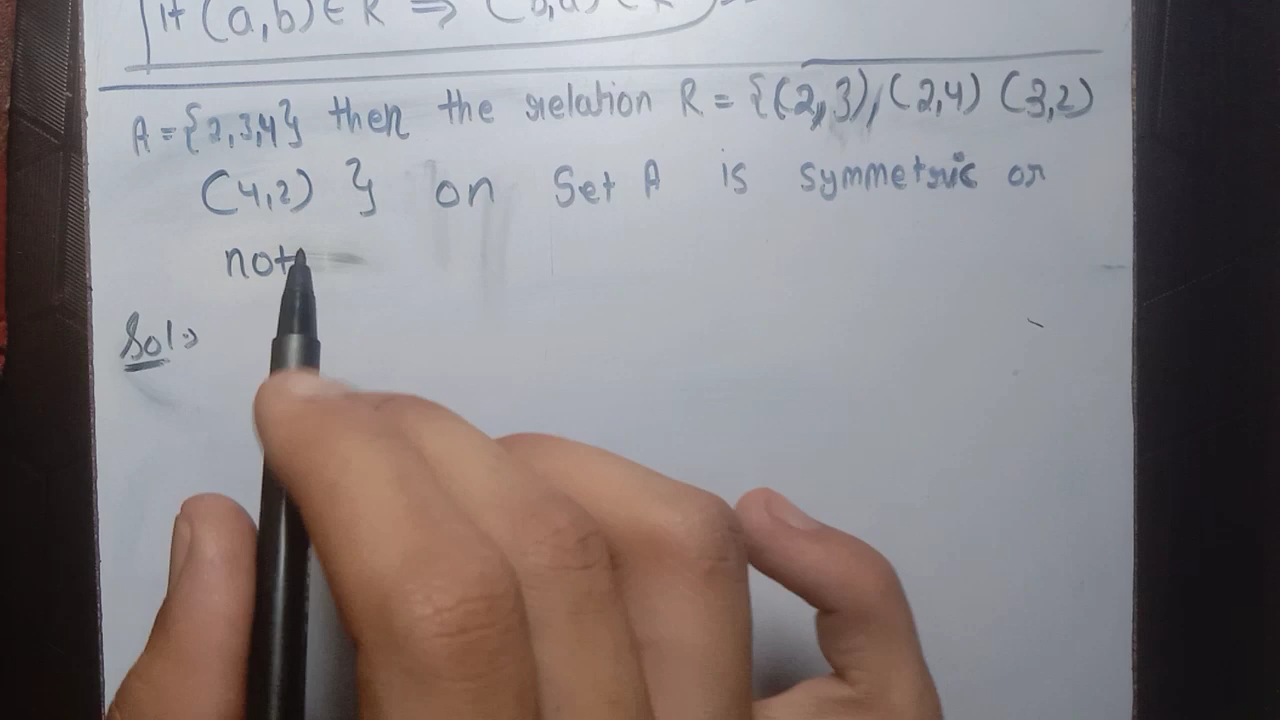 If (a,b) ∈ R ⇒ (b,a) ∈ R
A = {2,3,4} then the relation R = {(2,3), (2,4) (3,2)
(4,2) } on Set A is symmetric or
not
Sol: